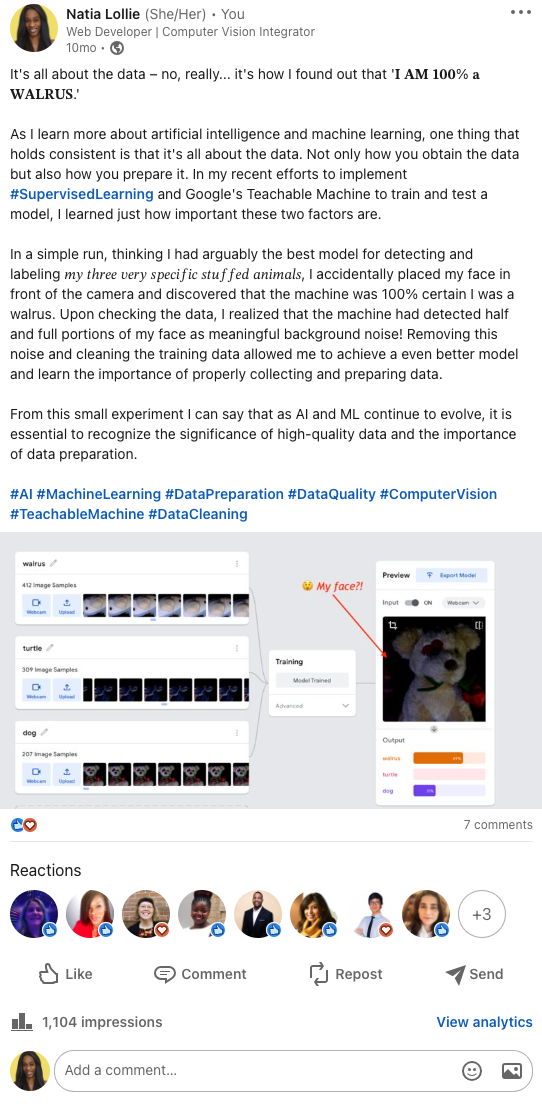 Natia Lollie (She/Her) • You
Web Developer | Computer Vision Integrator
10mo •
It's all about the data – no, really... it's how I found out that 'I AM 100% a
WALRUS.'
As I learn more about artificial intelligence and machine learning, one thing that
holds consistent is that it's all about the data. Not only how you obtain the data
but also how you prepare it. In my recent efforts to implement
#SupervisedLearning and Google's Teachable Machine to train and test a
model, I learned just how important these two factors are.
In a simple run, thinking I had arguably the best model for detecting and
labeling my three very specific stuffed animals, I accidentally placed my face in
front of the camera and discovered that the machine was 100% certain I was a
walrus. Upon checking the data, I realized that the machine had detected half
and full portions of my face as meaningful background noise! Removing this
noise and cleaning the training data allowed me to achieve a even better model
and learn the importance of properly collecting and preparing data.
From this small experiment I can say that as AI and ML continue to evolve, it is
essential to recognize the significance of high-quality data and the importance
of data preparation.
#AI #MachineLearning #DataPreparation #DataQuality #ComputerVision
#TeachableMachine #DataCleaning
walrus
412 Image Samples
Webcam Upload
turtle
309 Image Samples
Webcam Upload
dog
207 Image Samples
Webcam Upload
Training
Model Trained
Advanced
😲 My face?!
Preview Export Model
Input ON Webcam
Output
walrus
turtle
dog
7 comments
Reactions
+3
Like Comment Repost Send
1,104 impressions View analytics
Add a comment...